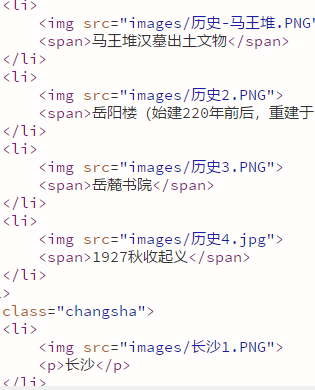 <li>
<img src="images/历史-马王堆.PNG"
<span>马王堆汉墓出土文物</span>
</li>
<li>
<img src="images/历史2.PNG">
<span>岳阳楼（始建220年前后，重建于
</li>
<li>
<img src="images/历史3.PNG">
<span>岳麓书院</span>
</li>
<li>
<img src="images/历史4.jpg">
<span>1927秋收起义</span>
</li>
>
class="changsha">
<li>
<img src="images/长沙1.PNG">
<p>长沙</p>
</li>